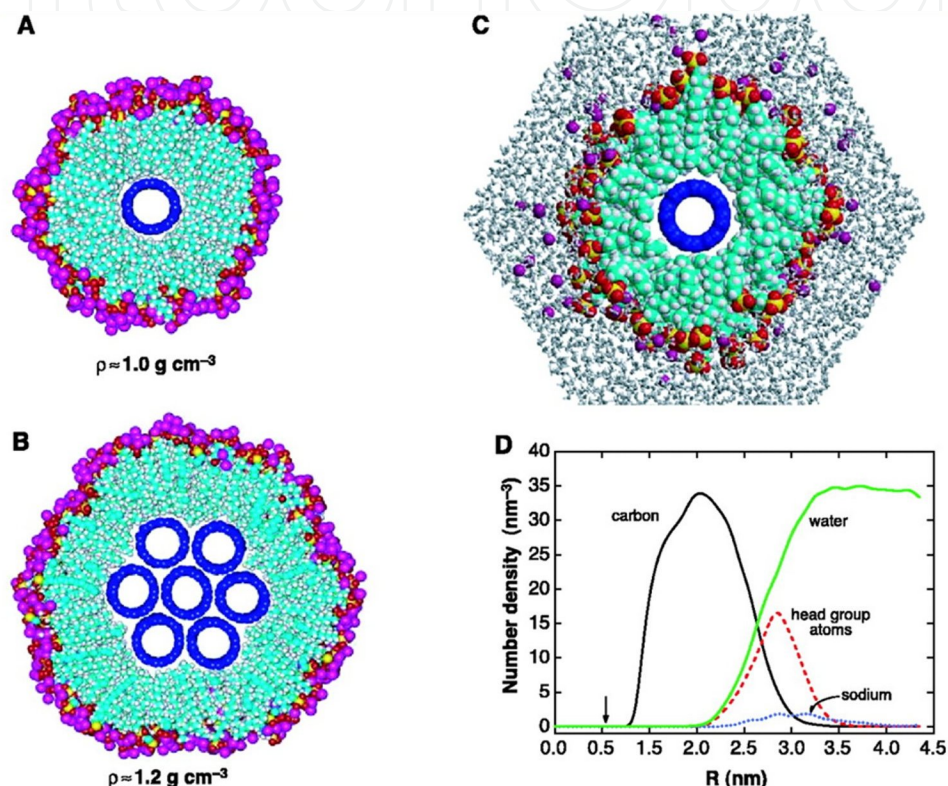 A
ρ≈1.0 g cm⁻³
B
ρ≈1.2 g cm⁻³
C
D
40
35
30
25
20
15
10
5
0
Number density (nm⁻³)
carbon
water
head group
atoms
sodium
0.0 0.5 1.5 2.0 2.5 3.0 3.5 4.0 4.5
R (nm)